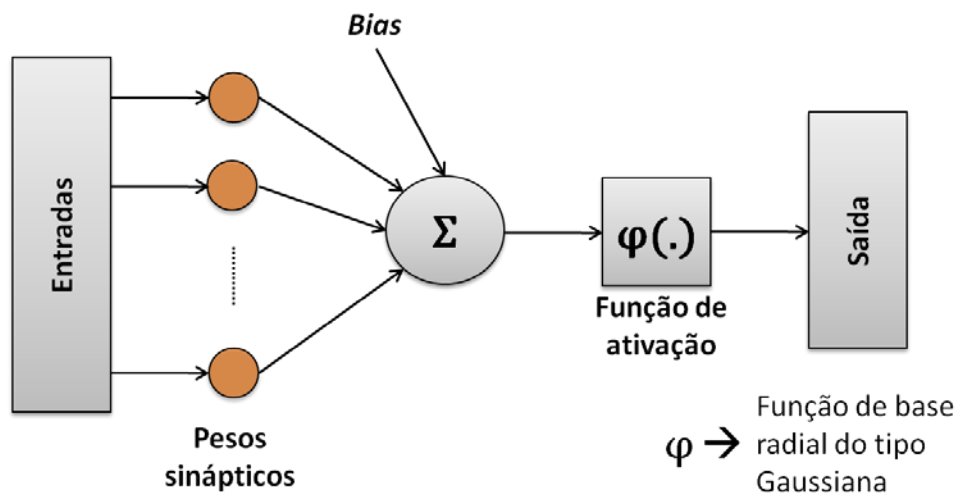 Bias
Entradas
Σ
φ(.)
Saída
Função de
ativação
Pesos
sinápticos
φ → Função de base
radial do tipo
Gaussiana